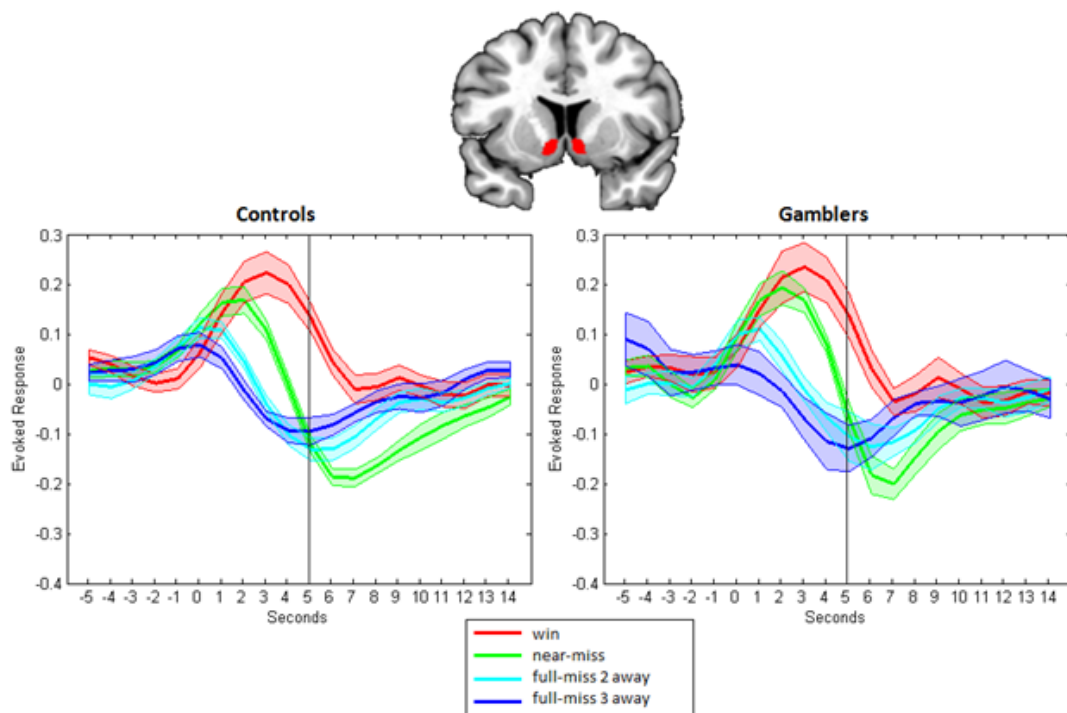 Controls
Gamblers
Evoked Response
0.3
0.2
0.1
0
-0.1
-0.2
-0.3
-0.4
-5 -4 -3 -2 -1 0 1 2 3 4 5 6 7 8 9 10 11 12 13 14
Seconds
Evoked Response
0.3
0.2
0.1
0
-0.1
-0.2
-0.3
-0.4
-5 -4 -3 -2 -1 0 1 2 3 4 5 6 7 8 9 10 11 12 13 14
Seconds
win
near-miss
full-miss 2 away
full-miss 3 away